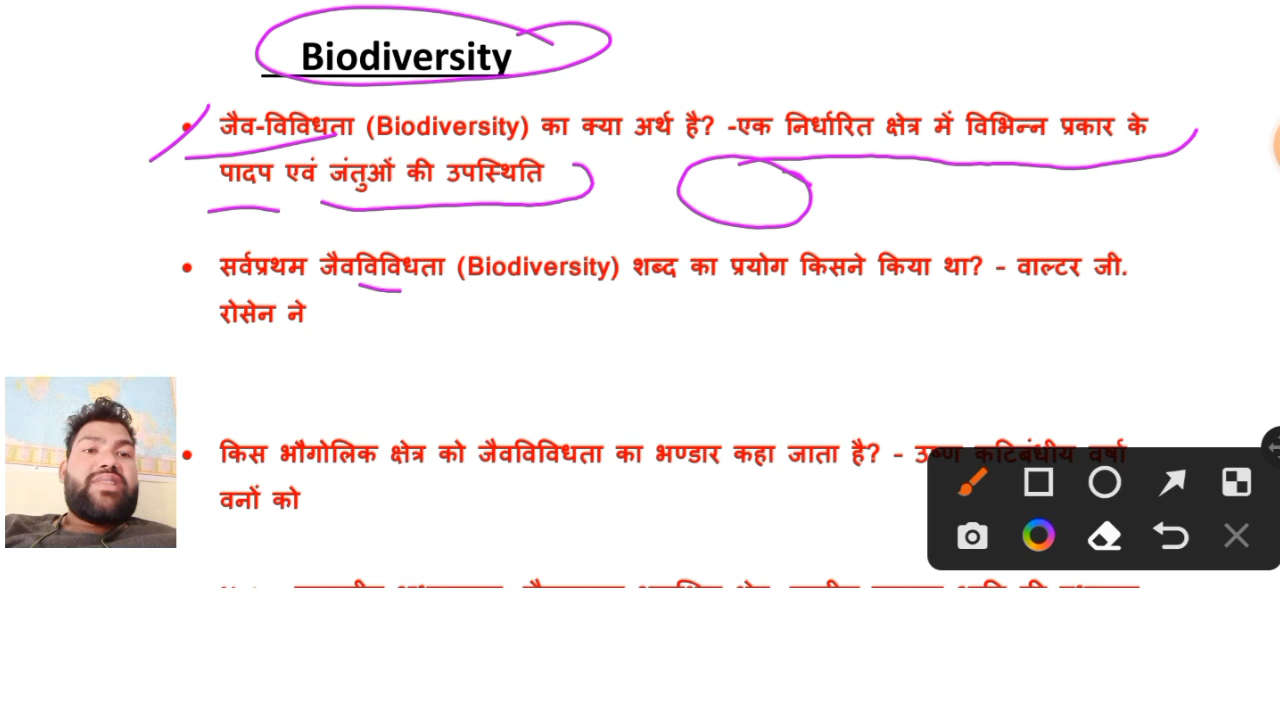 Biodiversity
• जैव-विविधता (Biodiversity) का क्या अर्थ है? -एक निर्धारित क्षेत्र में विभिन्न प्रकार के
पादप एवं जंतुओं की उपस्थिति
• सर्वप्रथम जैवविविधता (Biodiversity) शब्द का प्रयोग किसने किया था? - वाल्टर जी.
रोसेन ने
• किस भौगोलिक क्षेत्र को जैवविविधता का भण्डार कहा जाता है? - उष्ण कटिबंधीय वर्षा
वनों को